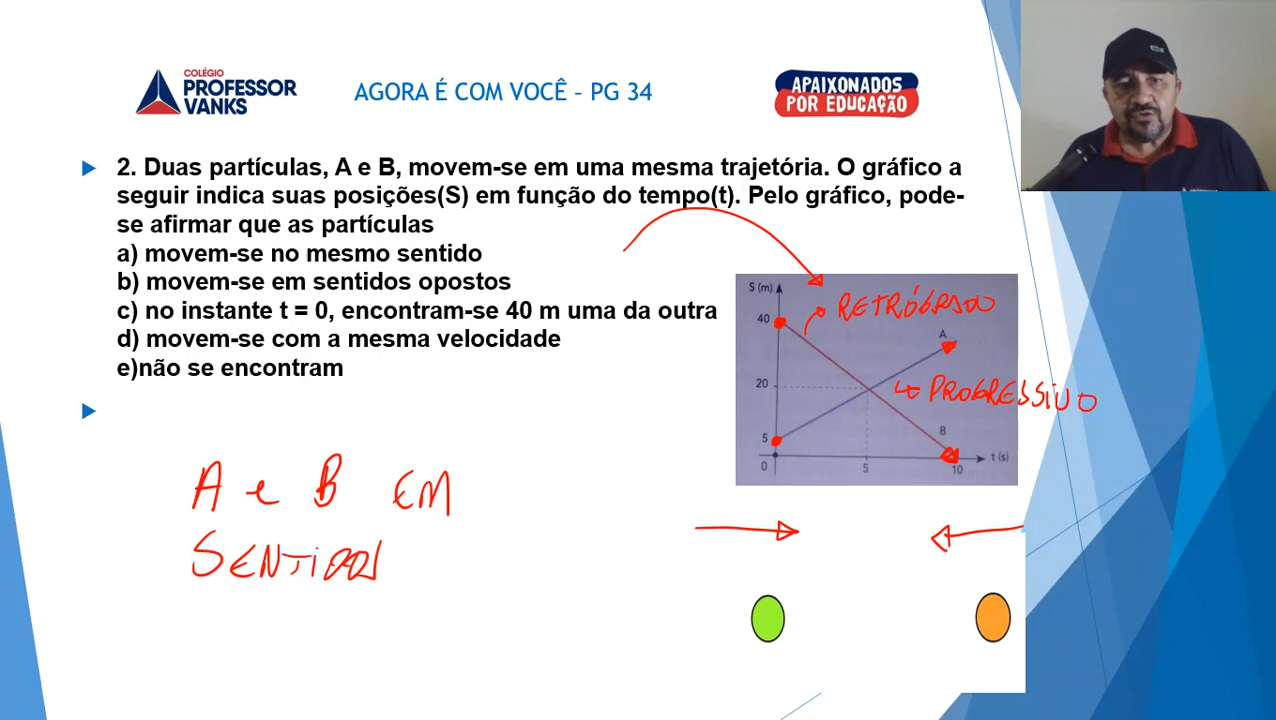 COLÉGIO
PROFESSOR
VANKS
AGORA É COM VOCÊ – PG 34
APAIXONADOS
POR EDUCAÇÃO
2. Duas partículas, A e B, movem-se em uma mesma trajetória. O gráfico a
seguir indica suas posições(S) em função do tempo(t). Pelo gráfico, pode-
se afirmar que as partículas
a) movem-se no mesmo sentido
b) movem-se em sentidos opostos
c) no instante t = 0, encontram-se 40 m uma da outra
d) movem-se com a mesma velocidade
e)não se encontram
S (m)
RETRÓGRADO
40
A
20
PROGRESSIVO
B
5
0
5
10
t (s)
A e B EM
SENTIDOS